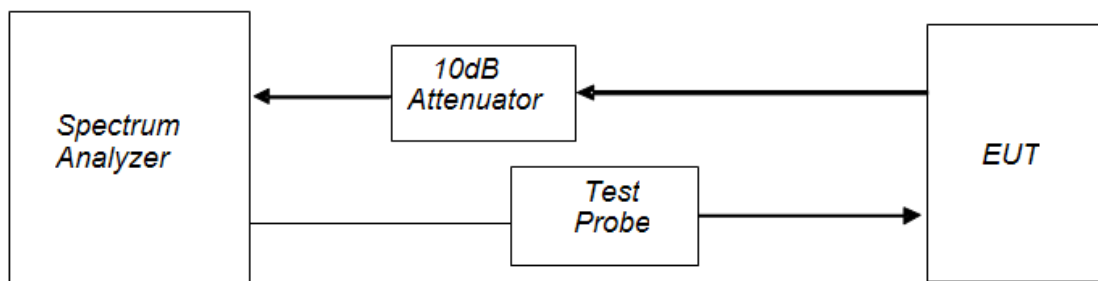 Spectrum
Analyzer
10dB
Attenuator
Test
Probe
EUT